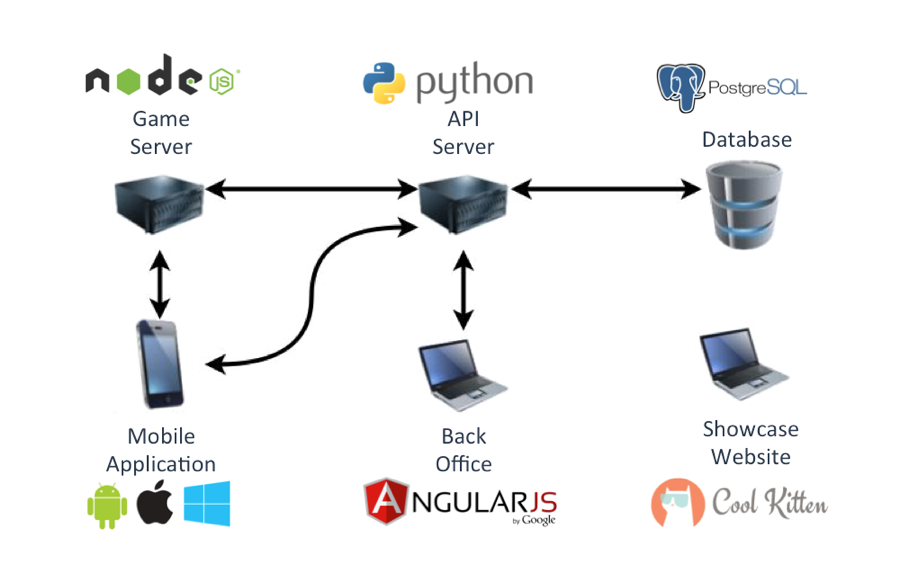 node JS
Game
Server
python
API
Server
PostgreSQL
Database
Mobile
Application
Back
Office
ANGULARJS
by Google
Showcase
Website
Cool Kitten